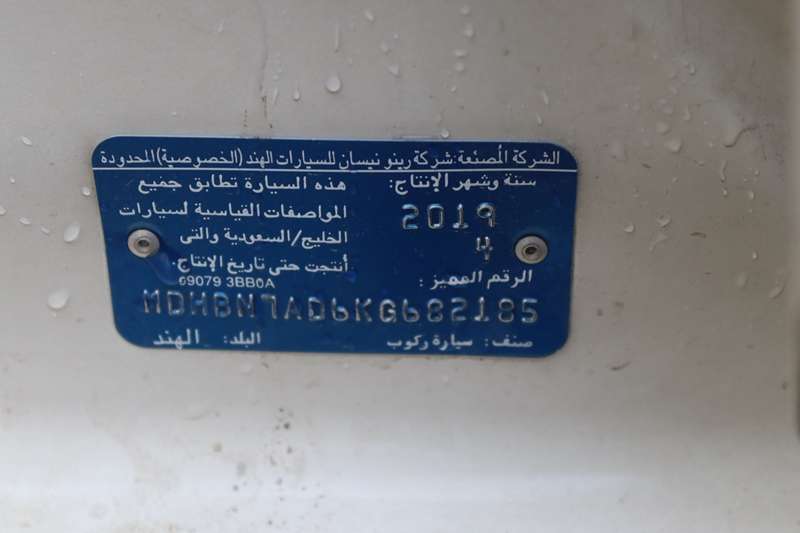 الشركة المصنعة: شركة رينو نيسان للسيارات الهند (الخصوصية) المحدودة
سنة وشهر الإنتاج:
2019
4
هذه السيارة تطابق جميع
المواصفات القياسية لسيارات
الخليج/السعودية والتى
أنتجت حتى تاريخ الإنتاج.
الرقم المميز:
69079 3BB0A
MDHBN7AD6KG682185
صنف: سيارة ركوب
البلد: الهند